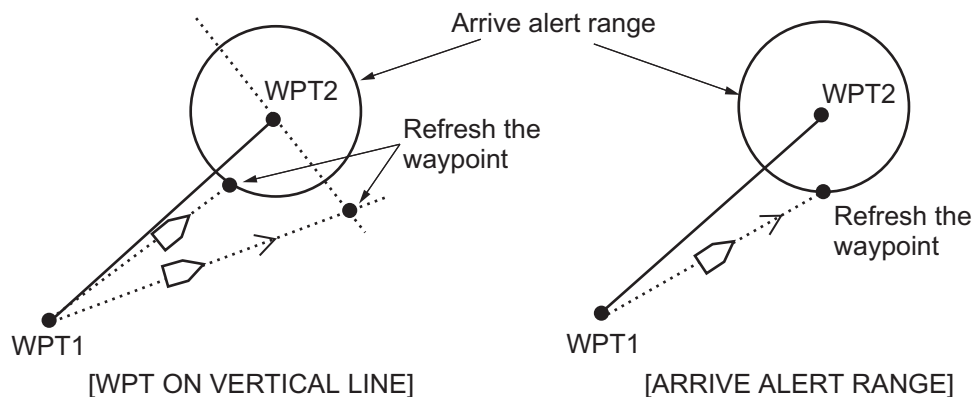 Arrive alert range
WPT2
Refresh the
waypoint
WPT1
[WPT ON VERTICAL LINE]
WPT2
Refresh the
waypoint
WPT1
[ARRIVE ALERT RANGE]